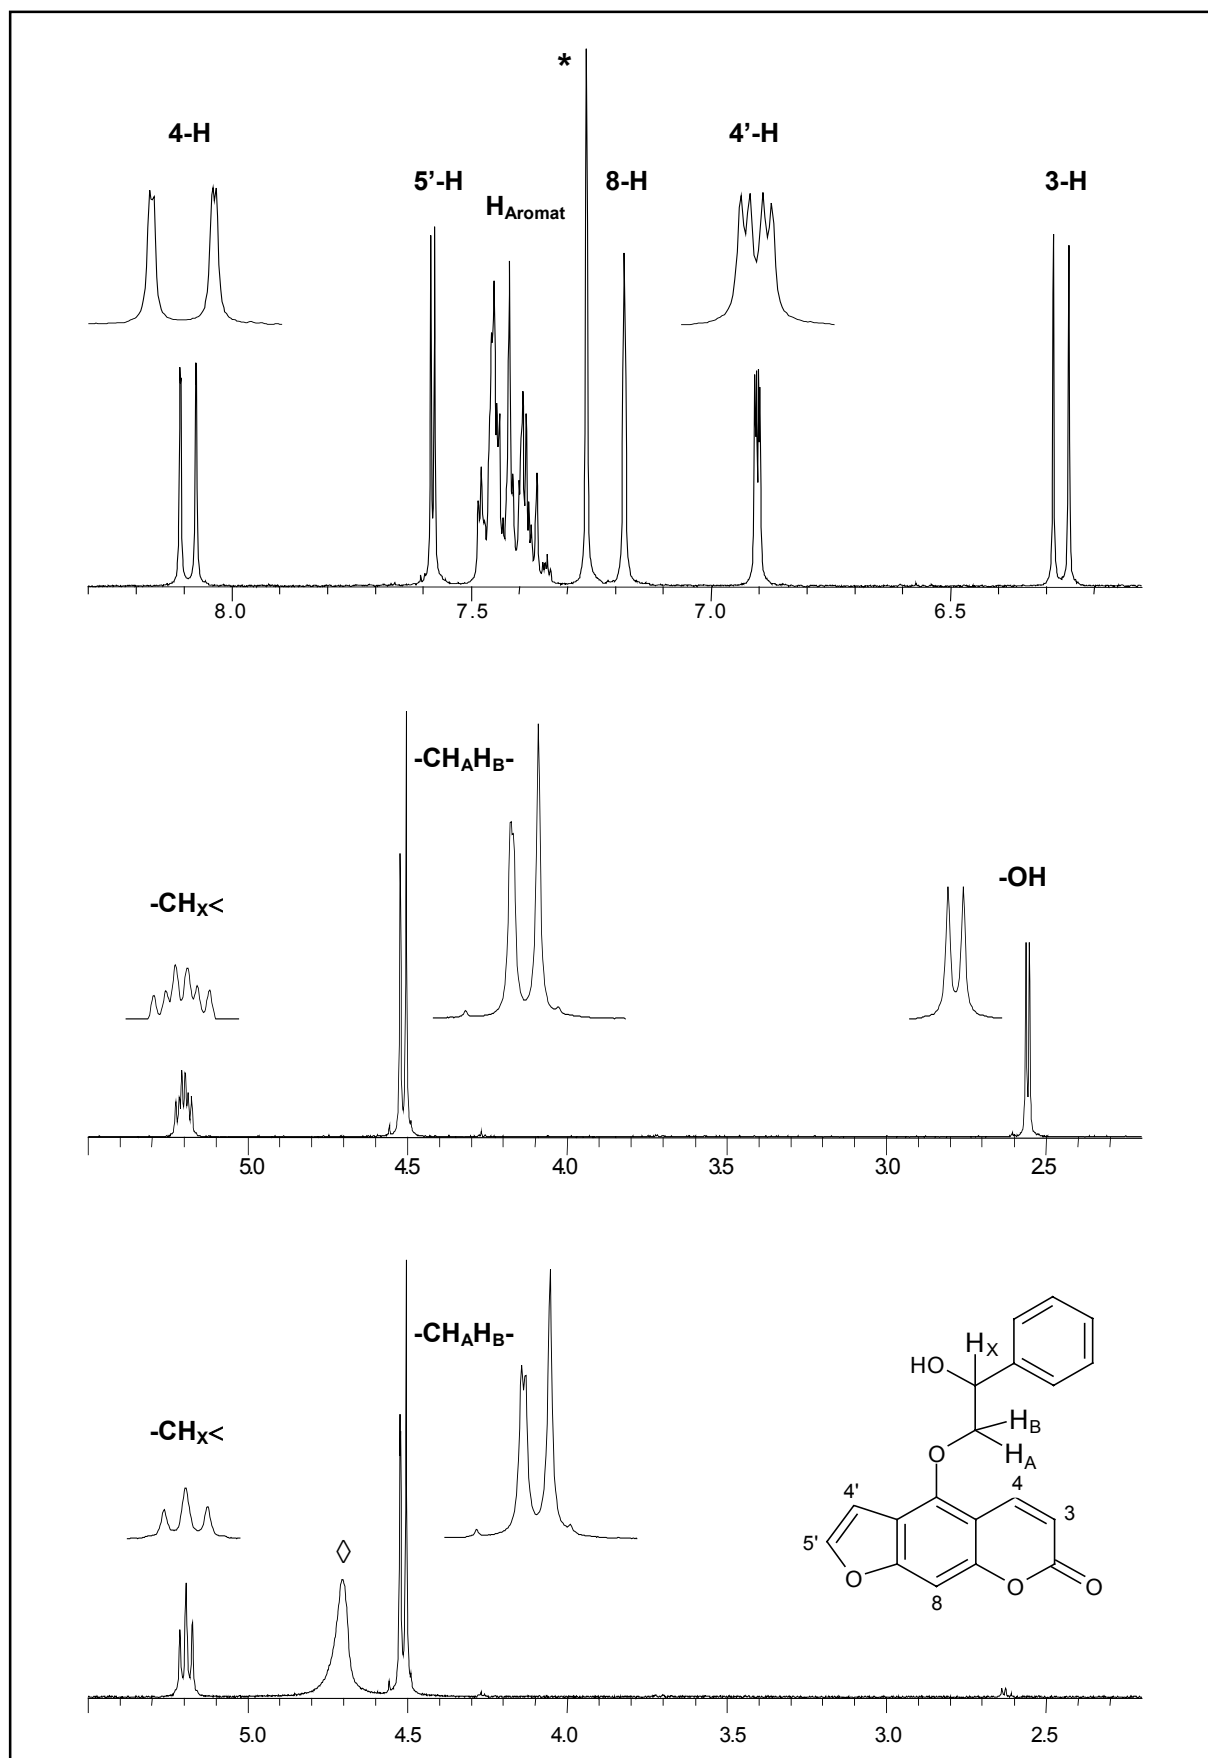 *
4-H
4'-H
5'-H
8-H
3-H
H_Aromat
8.0 7.5 7.0 6.5
-CH_AH_B-
-OH
-CH_X<
5.0 4.5 4.0 3.5 3.0 2.5
-CH_AH_B-
-CH_X<
◊
HO H_X
H_B
O H_A
4' 4 3
5'
O 8 O O
5.0 4.5 4.0 3.5 3.0 2.5